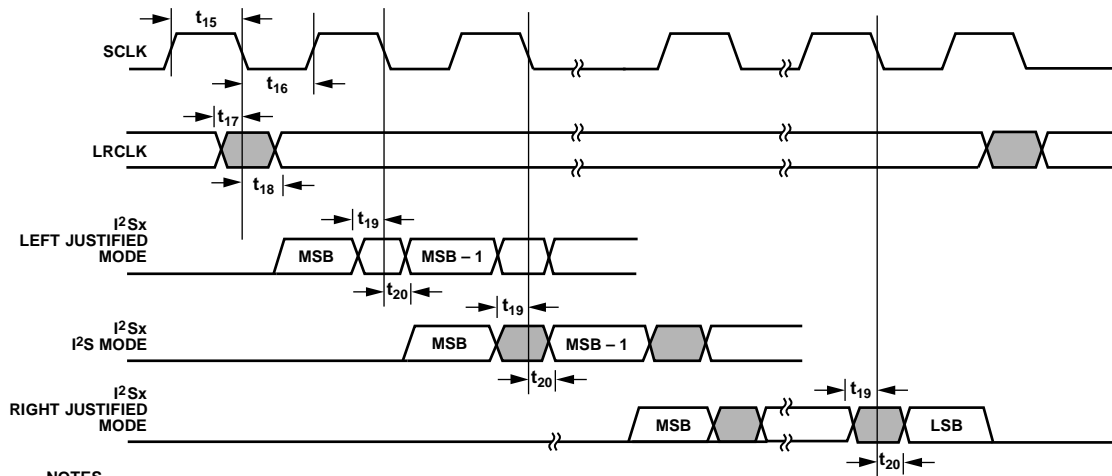 t15
SCLK
t16
t17
LRCLK
t18
I²Sx
LEFT JUSTIFIED
MODE
t19
MSB
MSB – 1
t20
I²Sx
I²S MODE
t19
MSB
MSB – 1
t20
I²Sx
RIGHT JUSTIFIED
MODE
t19
MSB
LSB
t20
NOTES